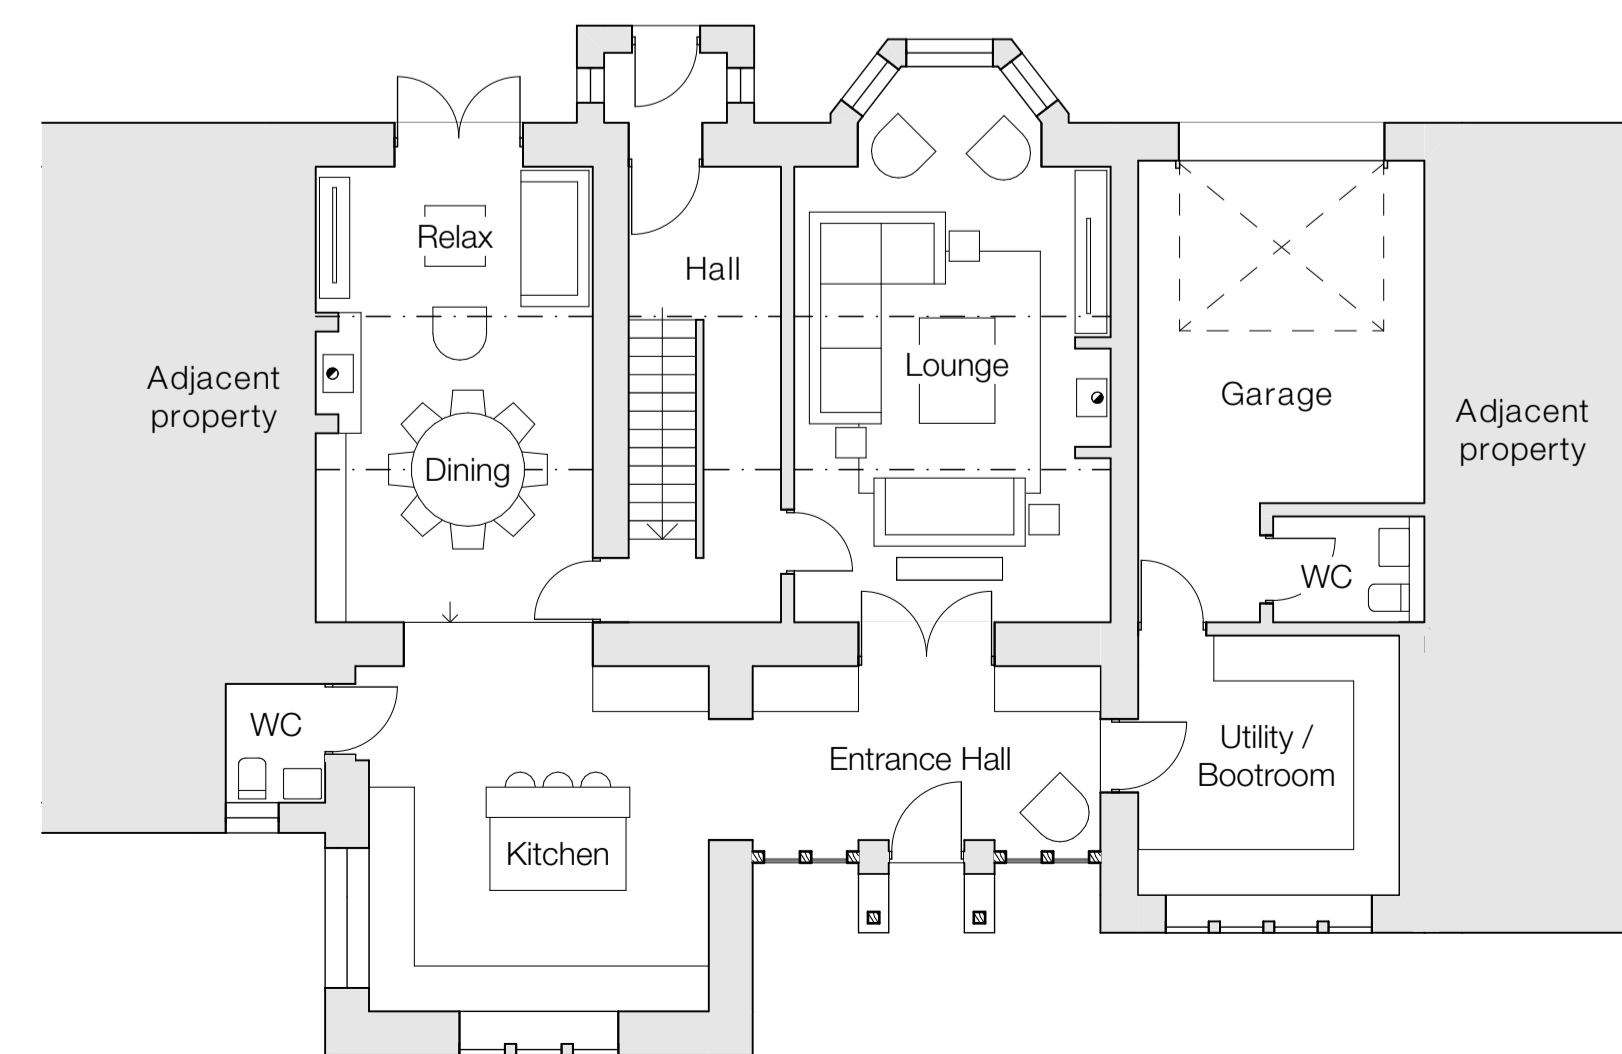 Relax
Hall
Lounge
Adjacent
property
Garage
Adjacent
property
Dining
WC
WC
Entrance Hall
Utility /
Bootroom
Kitchen